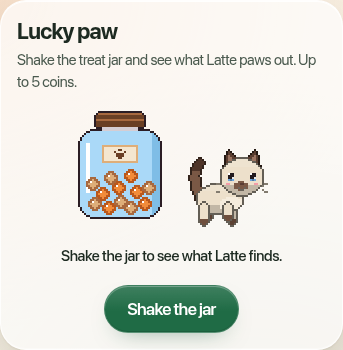 Lucky paw
Shake the treat jar and see what Latte paws out. Up
to 5 coins.
Shake the jar to see what Latte finds.
Shake the jar